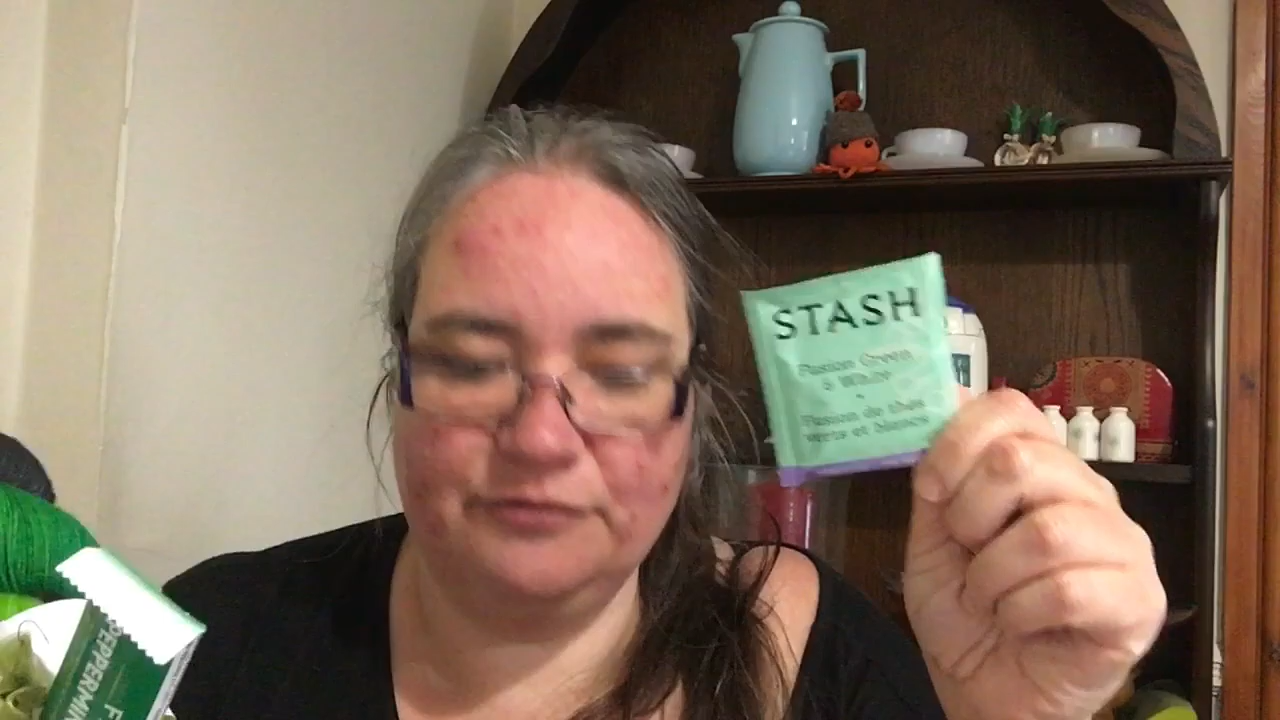 STASH
Fusion Green
& White
Fusion de thés
verts et blancs
PEPPERMIN